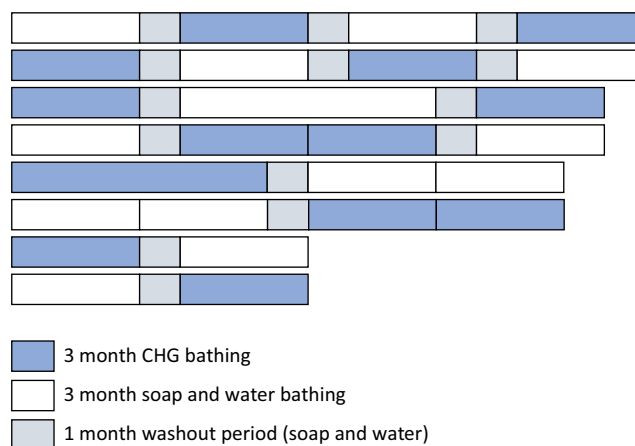 3 month CHG bathing
3 month soap and water bathing
1 month washout period (soap and water)